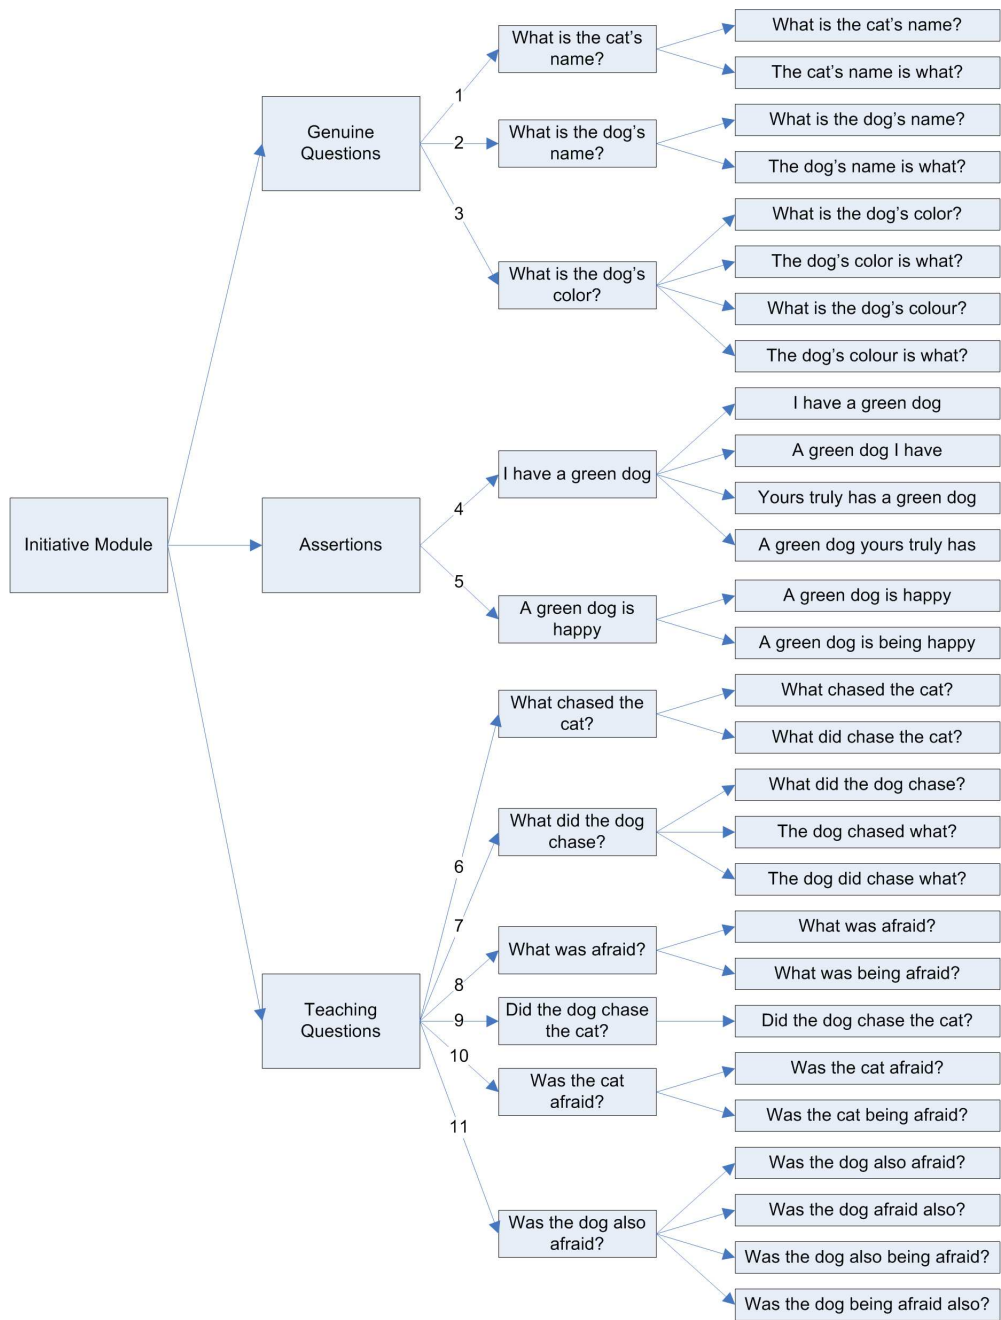 Initiative Module
Genuine
Questions
1
What is the cat's
name?
What is the cat's name?
The cat's name is what?
2
What is the dog's
name?
What is the dog's name?
The dog's name is what?
3
What is the dog's
color?
What is the dog's color?
The dog's color is what?
What is the dog's colour?
The dog's colour is what?
Assertions
4
I have a green dog
I have a green dog
A green dog I have
Yours truly has a green dog
A green dog yours truly has
5
A green dog is
happy
A green dog is happy
A green dog is being happy
Teaching
Questions
6
What chased the
cat?
What chased the cat?
What did chase the cat?
7
What did the dog
chase?
What did the dog chase?
The dog chased what?
The dog did chase what?
8
What was afraid?
What was afraid?
What was being afraid?
9
Did the dog chase
the cat?
Did the dog chase the cat?
10
Was the cat
afraid?
Was the cat afraid?
Was the cat being afraid?
11
Was the dog also
afraid?
Was the dog also afraid?
Was the dog afraid also?
Was the dog also being afraid?
Was the dog being afraid also?